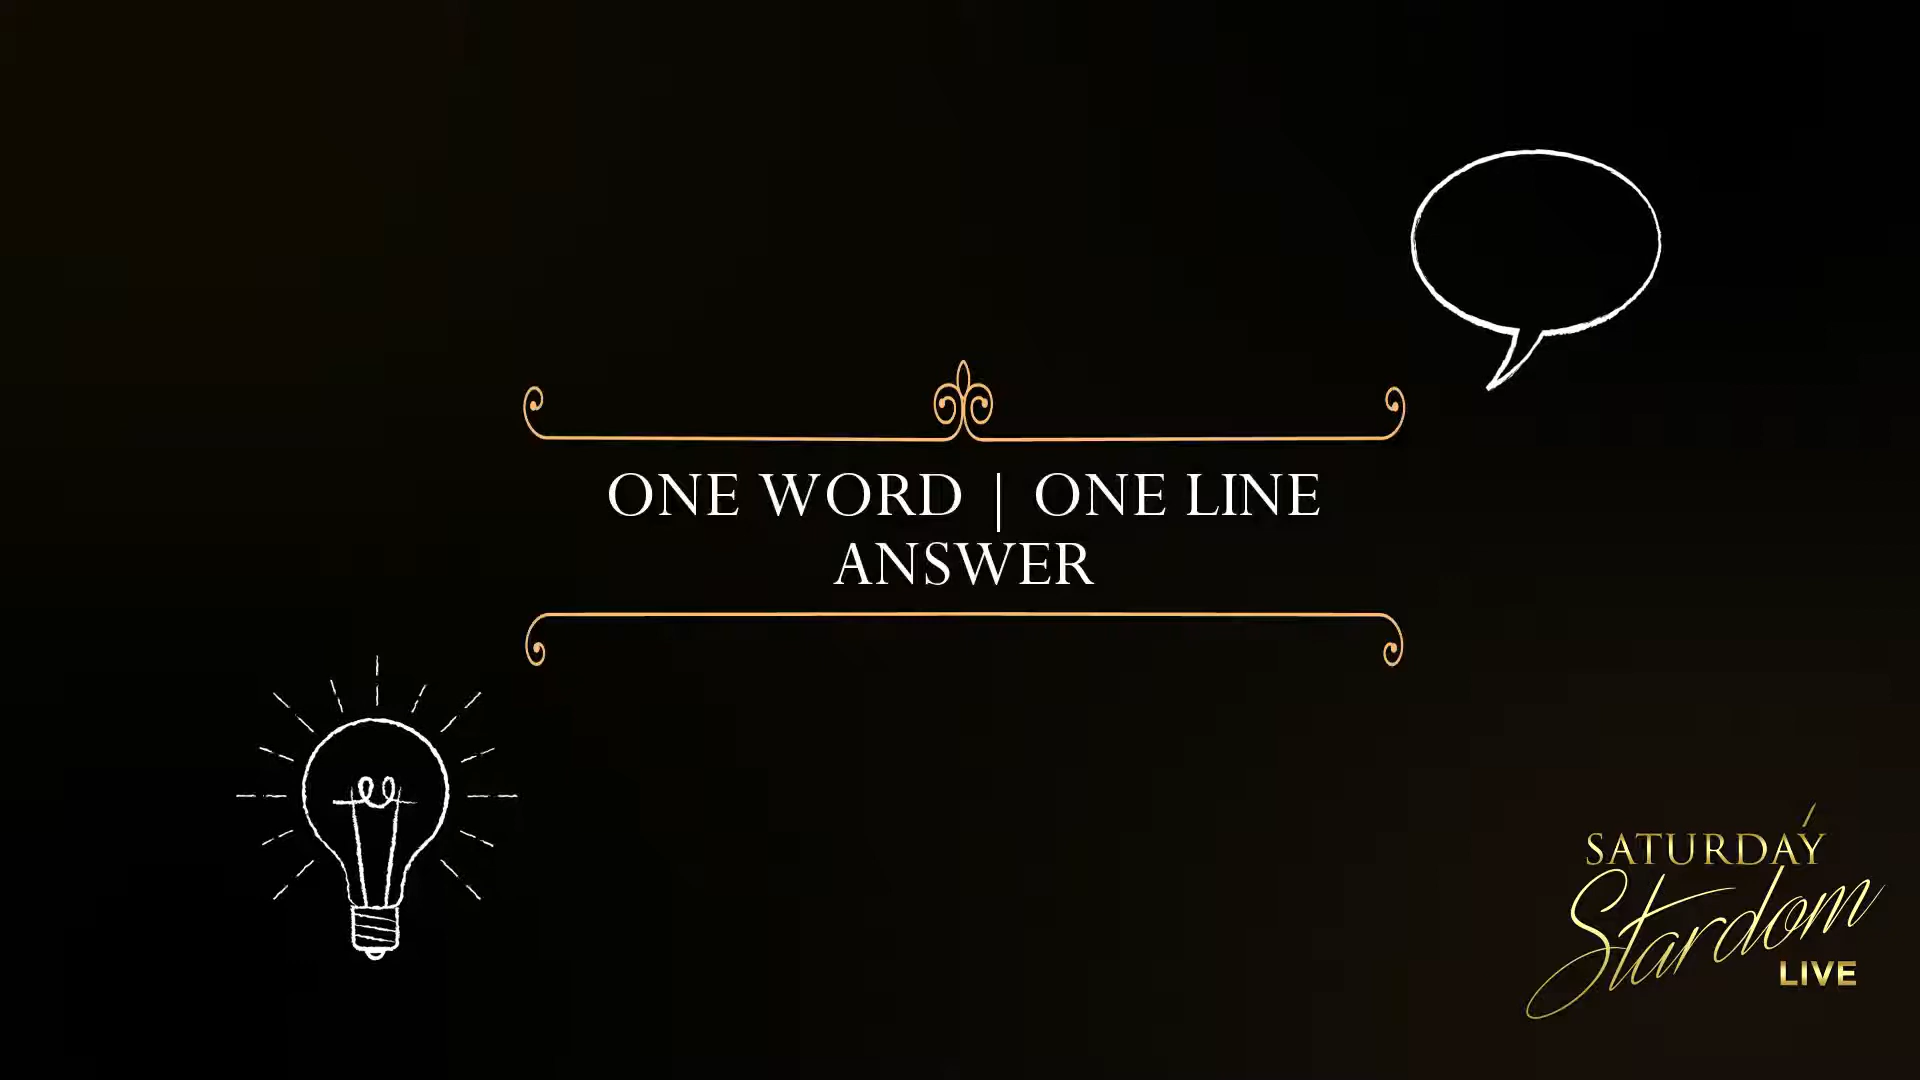 ONE WORD | ONE LINE
ANSWER
SATURDAY
Stardom
LIVE